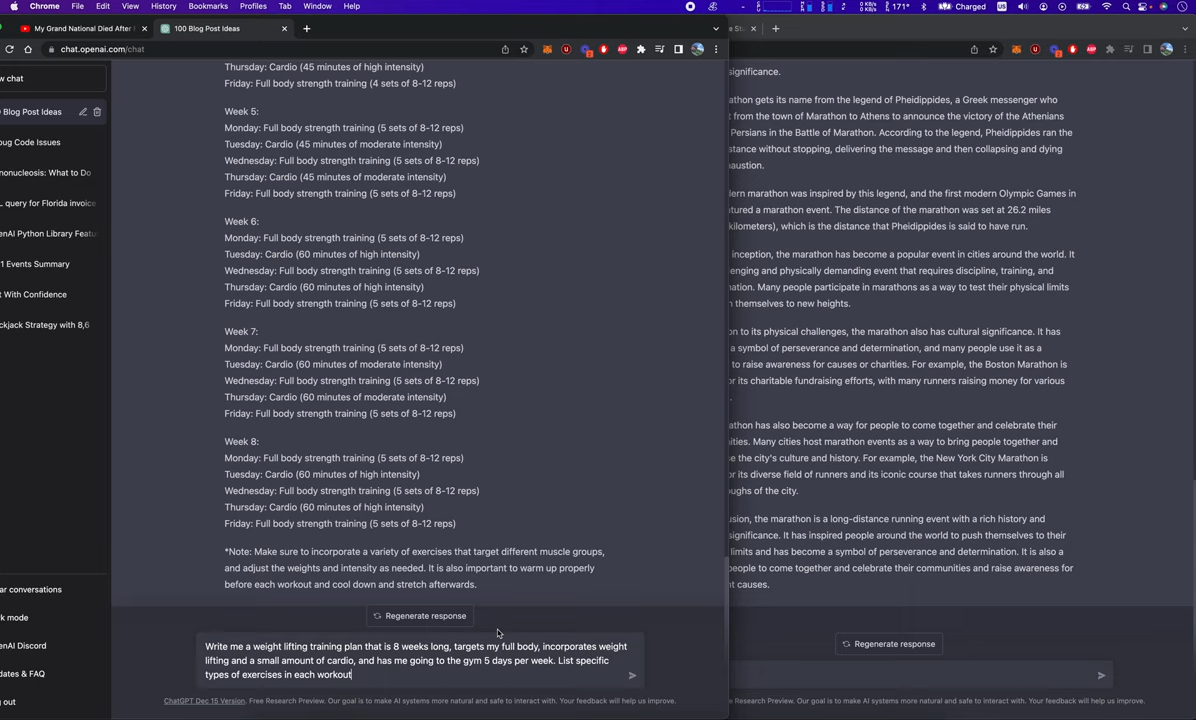 Chrome File Edit View History Bookmarks Profiles Tab Window Help
171° Charged
My Grand National Died After
100 Blog Post Ideas
chat.openai.com/chat
w chat
Blog Post Ideas
ug Code Issues
nonucleosis: What to Do
L query for Florida invoice
enAI Python Library Featu
1 Events Summary
t With Confidence
ckjack Strategy with 8,6
ar conversations
k mode
nAI Discord
dates & FAQ
out
Thursday: Cardio (45 minutes of high intensity)
Friday: Full body strength training (4 sets of 8-12 reps)
Week 5:
Monday: Full body strength training (5 sets of 8-12 reps)
Tuesday: Cardio (45 minutes of moderate intensity)
Wednesday: Full body strength training (5 sets of 8-12 reps)
Thursday: Cardio (45 minutes of moderate intensity)
Friday: Full body strength training (5 sets of 8-12 reps)
Week 6:
Monday: Full body strength training (5 sets of 8-12 reps)
Tuesday: Cardio (60 minutes of high intensity)
Wednesday: Full body strength training (5 sets of 8-12 reps)
Thursday: Cardio (60 minutes of high intensity)
Friday: Full body strength training (5 sets of 8-12 reps)
Week 7:
Monday: Full body strength training (5 sets of 8-12 reps)
Tuesday: Cardio (60 minutes of moderate intensity)
Wednesday: Full body strength training (5 sets of 8-12 reps)
Thursday: Cardio (60 minutes of moderate intensity)
Friday: Full body strength training (5 sets of 8-12 reps)
Week 8:
Monday: Full body strength training (5 sets of 8-12 reps)
Tuesday: Cardio (60 minutes of high intensity)
Wednesday: Full body strength training (5 sets of 8-12 reps)
Thursday: Cardio (60 minutes of high intensity)
Friday: Full body strength training (5 sets of 8-12 reps)
*Note: Make sure to incorporate a variety of exercises that target different muscle groups,
and adjust the weights and intensity as needed. It is also important to warm up properly
before each workout and cool down and stretch afterwards.
Regenerate response
Write me a weight lifting training plan that is 8 weeks long, targets my full body, incorporates weight
lifting and a small amount of cardio, and has me going to the gym 5 days per week. List specific
types of exercises in each workout
ChatGPT Dec 15 Version. Free Research Preview. Our goal is to make AI systems more natural and safe to interact with. Your feedback will help us improve.
significance.
athon gets its name from the legend of Pheidippides, a Greek messenger who
t from the town of Marathon to Athens to announce the victory of the Athenians
Persians in the Battle of Marathon. According to the legend, Pheidippides ran the
stance without stopping, delivering the message and then collapsing and dying
haustion.
dern marathon was inspired by this legend, and the first modern Olympic Games in
atured a marathon event. The distance of the marathon was set at 26.2 miles
kilometers), which is the distance that Pheidippides is said to have run.
inception, the marathon has become a popular event in cities around the world. It
enging and physically demanding event that requires discipline, training, and
nation. Many people participate in marathons as a way to test their physical limits
h themselves to new heights.
on to its physical challenges, the marathon also has cultural significance. It has
a symbol of perseverance and determination, and many people use it as a
to raise awareness for causes or charities. For example, the Boston Marathon is
or its charitable fundraising efforts, with many runners raising money for various
.
athon has also become a way for people to come together and celebrate their
ities. Many cities host marathon events as a way to bring people together and
se the city's culture and history. For example, the New York City Marathon is
or its diverse field of runners and its iconic course that takes runners through all
oughs of the city.
usion, the marathon is a long-distance running event with a rich history and
significance. It has inspired people around the world to push themselves to their
limits and has become a symbol of perseverance and determination. It is also a
people to come together and celebrate their communities and raise awareness for
nt causes.
Regenerate response
Research Preview. Our goal is to make AI systems more natural and safe to interact with. Your feedback will help us improve.